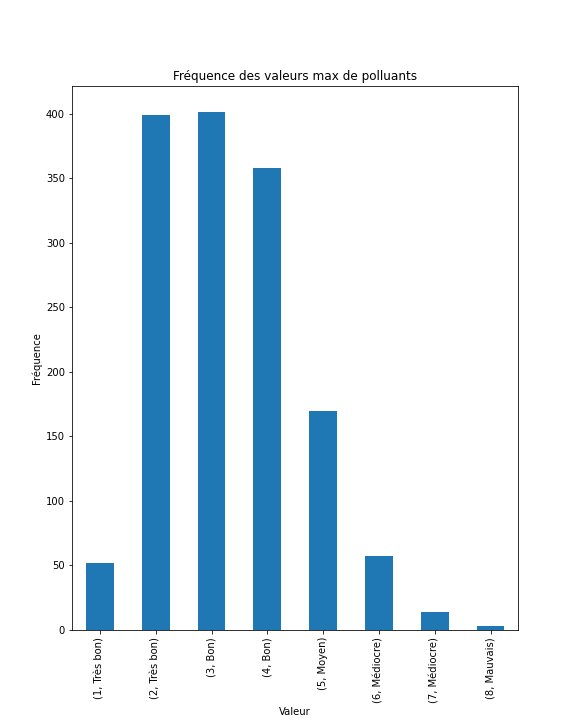 Fréquence des valeurs max de polluants
400
350
300
250
200
150
100
50
0
Fréquence
(1, Très bon)
(2, Très bon)
(3, Bon)
(4, Bon)
(5, Moyen)
(6, Médiocre)
(7, Médiocre)
(8, Mauvais)
Valeur